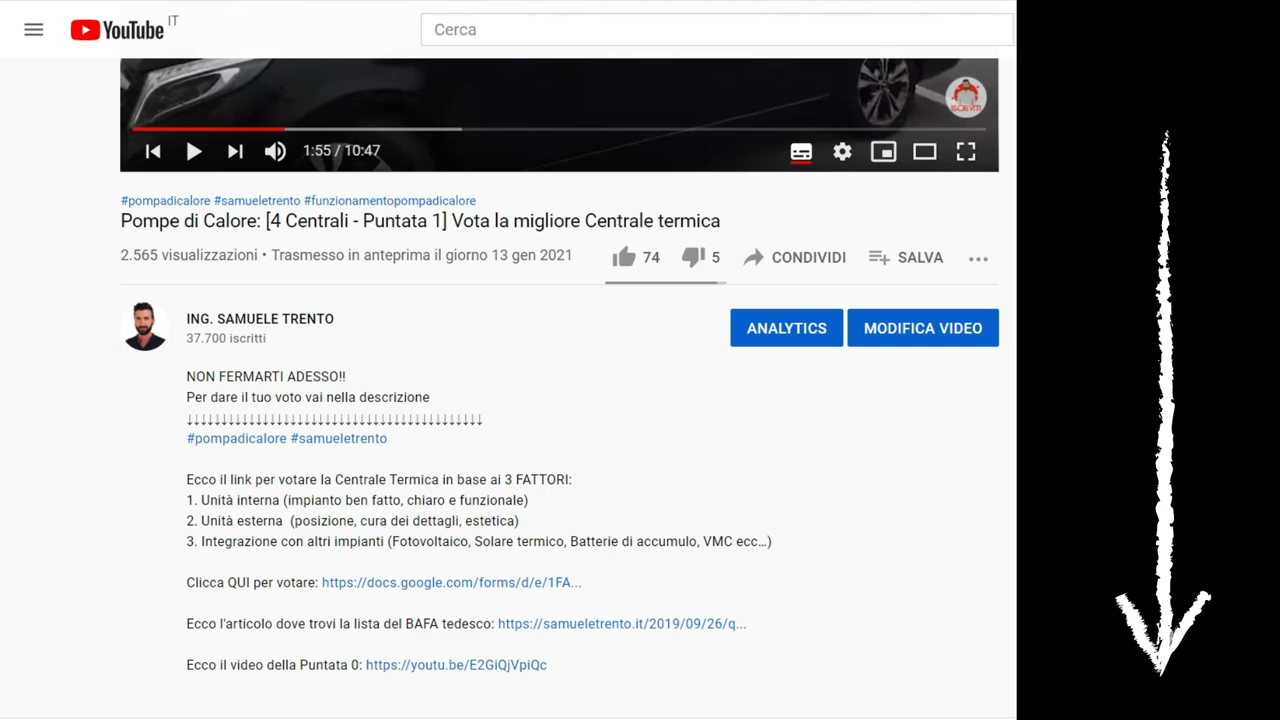 YouTube IT
Cerca
ISCRIVITI
1:55 / 10:47
#pompadicalore #samueletrento #funzionamentopompadicalore
Pompe di Calore: [4 Centrali - Puntata 1] Vota la migliore Centrale termica
2.565 visualizzazioni • Trasmesso in anteprima il giorno 13 gen 2021
74 5 CONDIVIDI SALVA
ING. SAMUELE TRENTO
37.700 iscritti
ANALYTICS MODIFICA VIDEO
NON FERMARTI ADESSO!!
Per dare il tuo voto vai nella descrizione
↓↓↓↓↓↓↓↓↓↓↓↓↓↓↓↓↓↓↓↓↓↓↓↓↓↓↓↓↓↓↓↓↓↓↓↓↓↓↓↓↓↓
#pompadicalore #samueletrento
Ecco il link per votare la Centrale Termica in base ai 3 FATTORI:
1. Unità interna (impianto ben fatto, chiaro e funzionale)
2. Unità esterna (posizione, cura dei dettagli, estetica)
3. Integrazione con altri impianti (Fotovoltaico, Solare termico, Batterie di accumulo, VMC ecc…)
Clicca QUI per votare: https://docs.google.com/forms/d/e/1FA...
Ecco l'articolo dove trovi la lista del BAFA tedesco: https://samueletrento.it/2019/09/26/q...
Ecco il video della Puntata 0: https://youtu.be/E2GiQjVpiQc